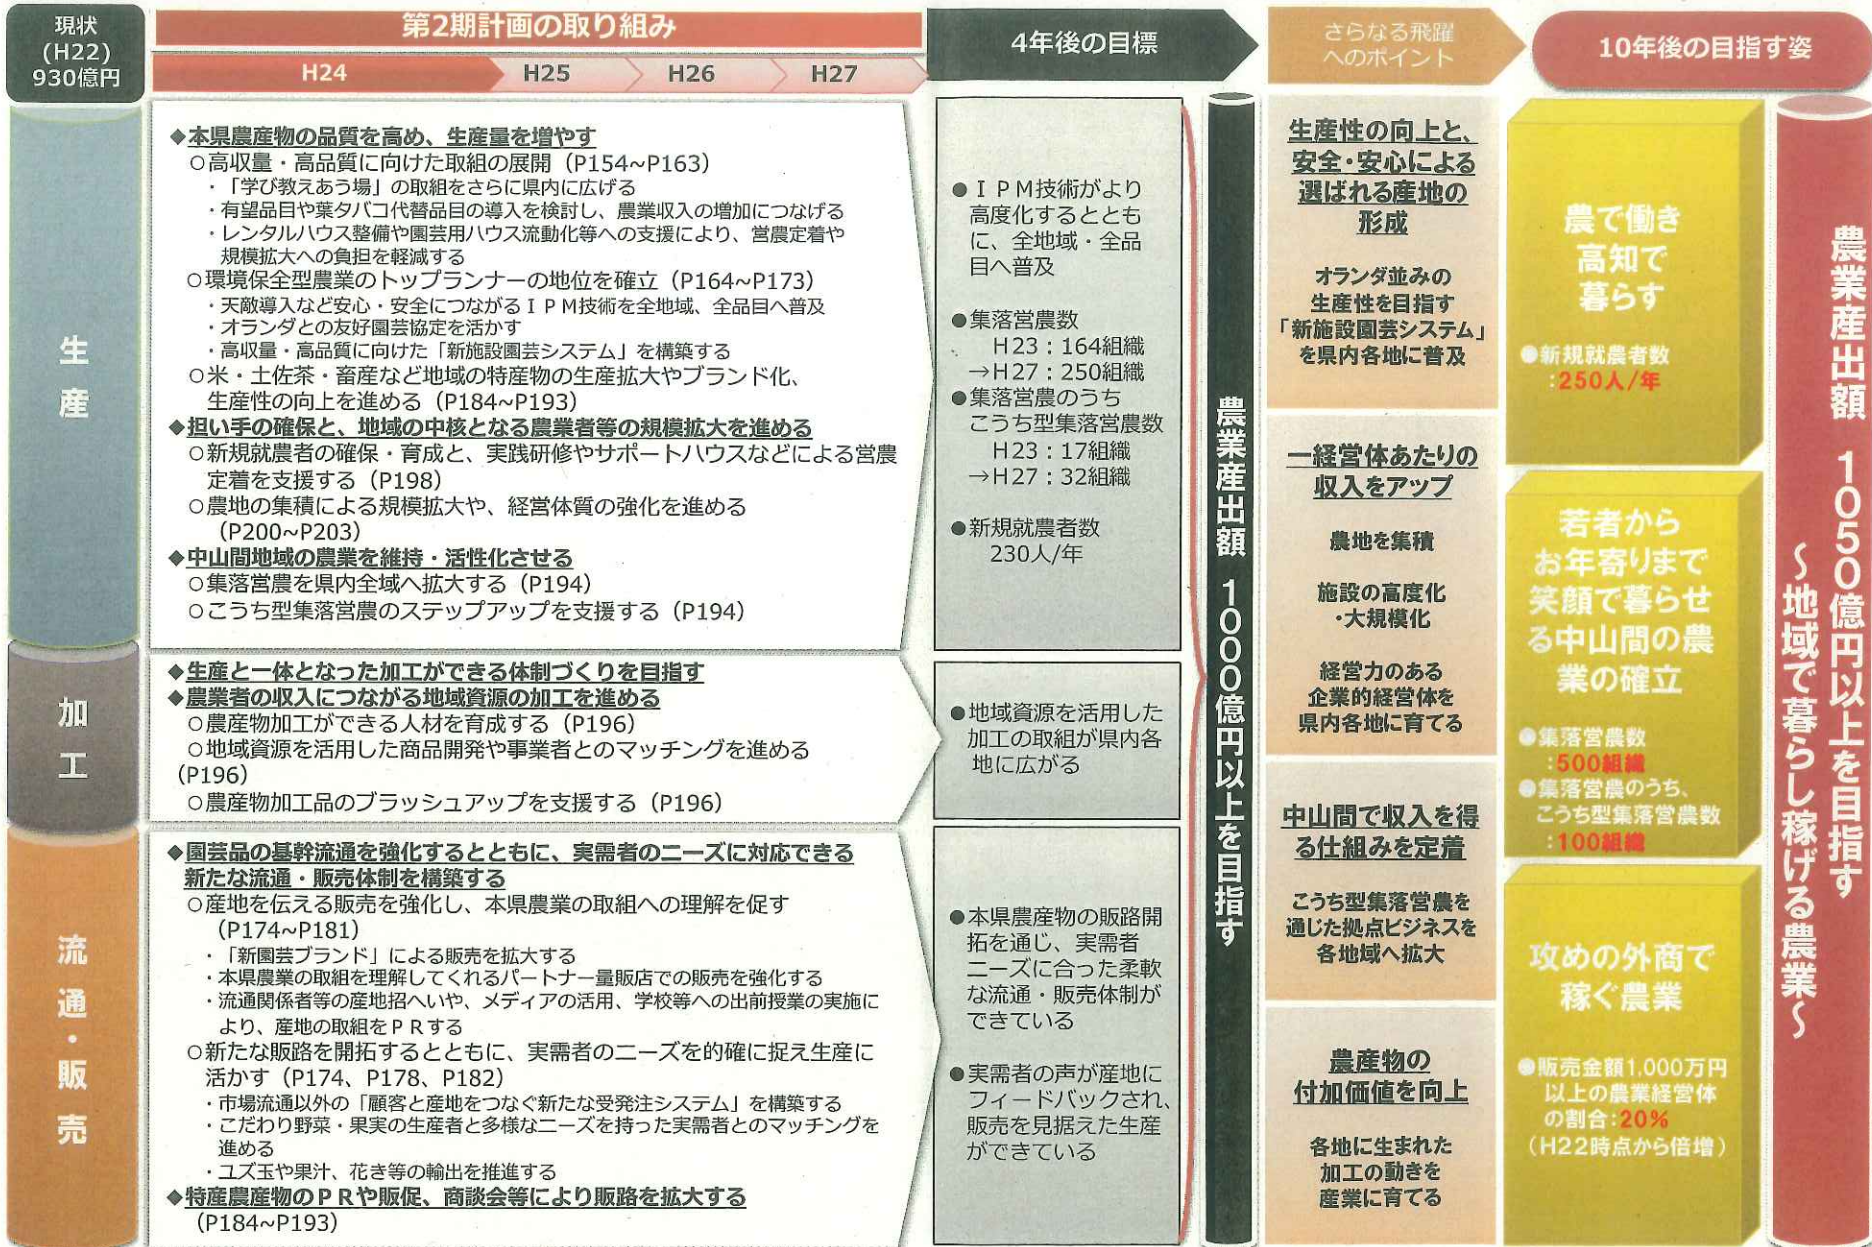 現状
(H22)
930億円
第2期計画の取り組み
H24
H25
H26
H27
4年後の目標
さらなる飛躍
へのポイント
10年後の目指す姿
生産
◆本県農産物の品質を高め、生産量を増やす
○高収量・高品質に向けた取組の展開（P154~P163）
・「学び教えあう場」の取組をさらに県内に広げる
・有望品目や葉タバコ代替品目の導入を検討し、農業収入の増加につなげる
・レンタルハウス整備や園芸用ハウス流動化等への支援により、営農定着や
規模拡大への負担を軽減する
○環境保全型農業のトップランナーの地位を確立（P164~P173）
・天敵導入など安心・安全につながるＩＰＭ技術を全地域、全品目へ普及
・オランダとの友好園芸協定を活かす
・高収量・高品質に向けた「新施設園芸システム」を構築する
○米・土佐茶・畜産など地域の特産物の生産拡大やブランド化、
生産性の向上を進める（P184~P193）
◆担い手の確保と、地域の中核となる農業者等の規模拡大を進める
○新規就農者の確保・育成と、実践研修やサポートハウスなどによる営農
定着を支援する（P198）
○農地の集積による規模拡大や、経営体質の強化を進める
（P200~P203）
◆中山間地域の農業を維持・活性化させる
○集落営農を県内全域へ拡大する（P194）
○こうち型集落営農のステップアップを支援する（P194）
加工
◆生産と一体となった加工ができる体制づくりを目指す
◆農業者の収入につながる地域資源の加工を進める
○農産物加工ができる人材を育成する（P196）
○地域資源を活用した商品開発や事業者とのマッチングを進める
（P196）
○農産物加工品のブラッシュアップを支援する（P196）
流通・販売
◆園芸品の基幹流通を強化するとともに、実需者のニーズに対応できる
新たな流通・販売体制を構築する
○産地を伝える販売を強化し、本県農業の取組への理解を促す
（P174~P181）
・「新園芸ブランド」による販売を拡大する
・本県農業の取組を理解してくれるパートナー量販店での販売を強化する
・流通関係者等の産地招へいや、メディアの活用、学校等への出前授業の実施に
より、産地の取組をＰＲする
○新たな販路を開拓するとともに、実需者のニーズを的確に捉え生産に
活かす（P174、P178、P182）
・市場流通以外の「顧客と産地をつなぐ新たな受発注システム」を構築する
・こだわり野菜・果実の生産者と多様なニーズを持った実需者とのマッチングを
進める
・ユズ玉や果汁、花き等の輸出を推進する
◆特産農産物のＰＲや販促、商談会等により販路を拡大する
（P184~P193）
●ＩＰＭ技術がより
高度化するととも
に、全地域・全品
目へ普及
●集落営農数
H23：164組織
→H27：250組織
●集落営農のうち
こうち型集落営農数
H23：17組織
→H27：32組織
●新規就農者数
230人/年
●地域資源を活用した
加工の取組が県内各
地に広がる
●本県農産物の販路開
拓を通じ、実需者
ニーズに合った柔軟
な流通・販売体制が
できている
●実需者の声が産地に
フィードバックされ、
販売を見据えた生産
ができている
農業産出額 1000億円以上を目指す
生産性の向上と、
安全・安心による
選ばれる産地の
形成
オランダ並みの
生産性を目指す
「新施設園芸システム」
を県内各地に普及
一経営体あたりの
収入をアップ
農地を集積
施設の高度化
・大規模化
経営力のある
企業的経営体を
県内各地に育てる
中山間で収入を得
る仕組みを定着
こうち型集落営農を
通じた拠点ビジネスを
各地域へ拡大
農産物の
付加価値を向上
各地に生まれた
加工の動きを
産業に育てる
農で働き
高知で
暮らす
●新規就農者数
:250人/年
若者から
お年寄りまで
笑顔で暮らせ
る中山間の農
業の確立
●集落営農数
:500組織
●集落営農のうち、
こうち型集落営農数
:100組織
攻めの外商で
稼ぐ農業
●販売金額1,000万円
以上の農業経営体
の割合:20%
（H22時点から倍増）
農業産出額 1050億円以上を目指す
～地域で暮らし稼げる農業～